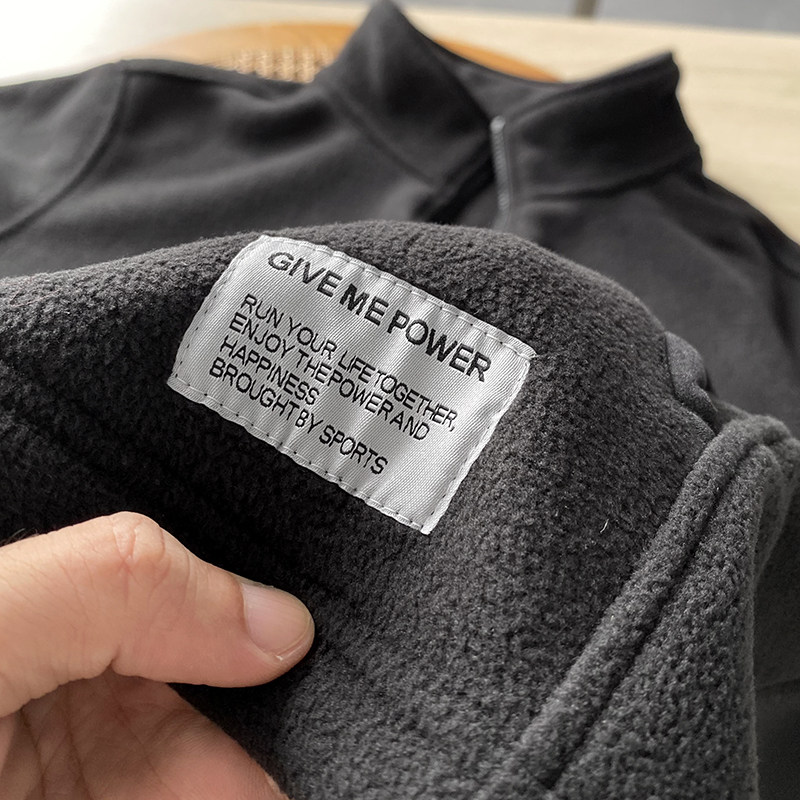 GIVE ME POWER
RUN YOUR LIFE TOGETHER,
ENJOY THE POWER AND
HAPPINESS
BROUGHT BY SPORTS